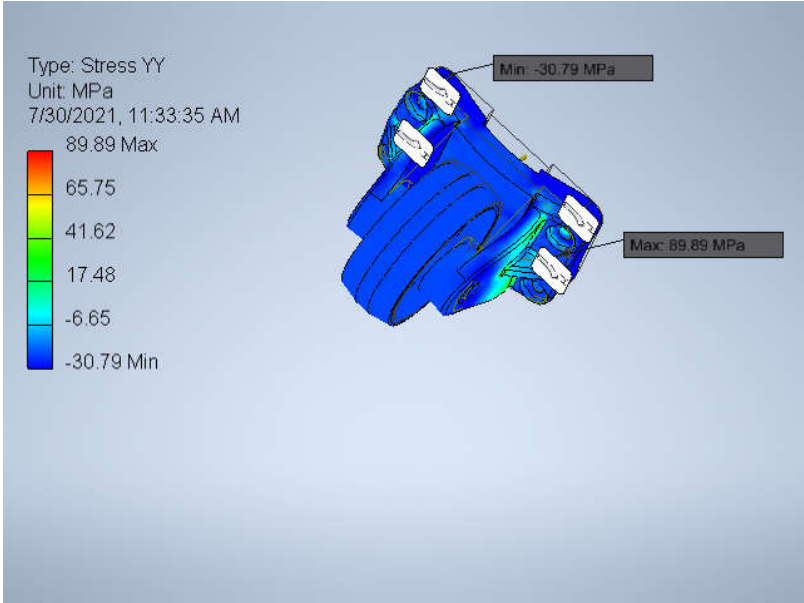 Type: Stress YY
Unit: MPa
7/30/2021, 11:33:35 AM
89.89 Max
65.75
41.62
17.48
-6.65
-30.79 Min
Min: -30.79 MPa
Max: 89.89 MPa